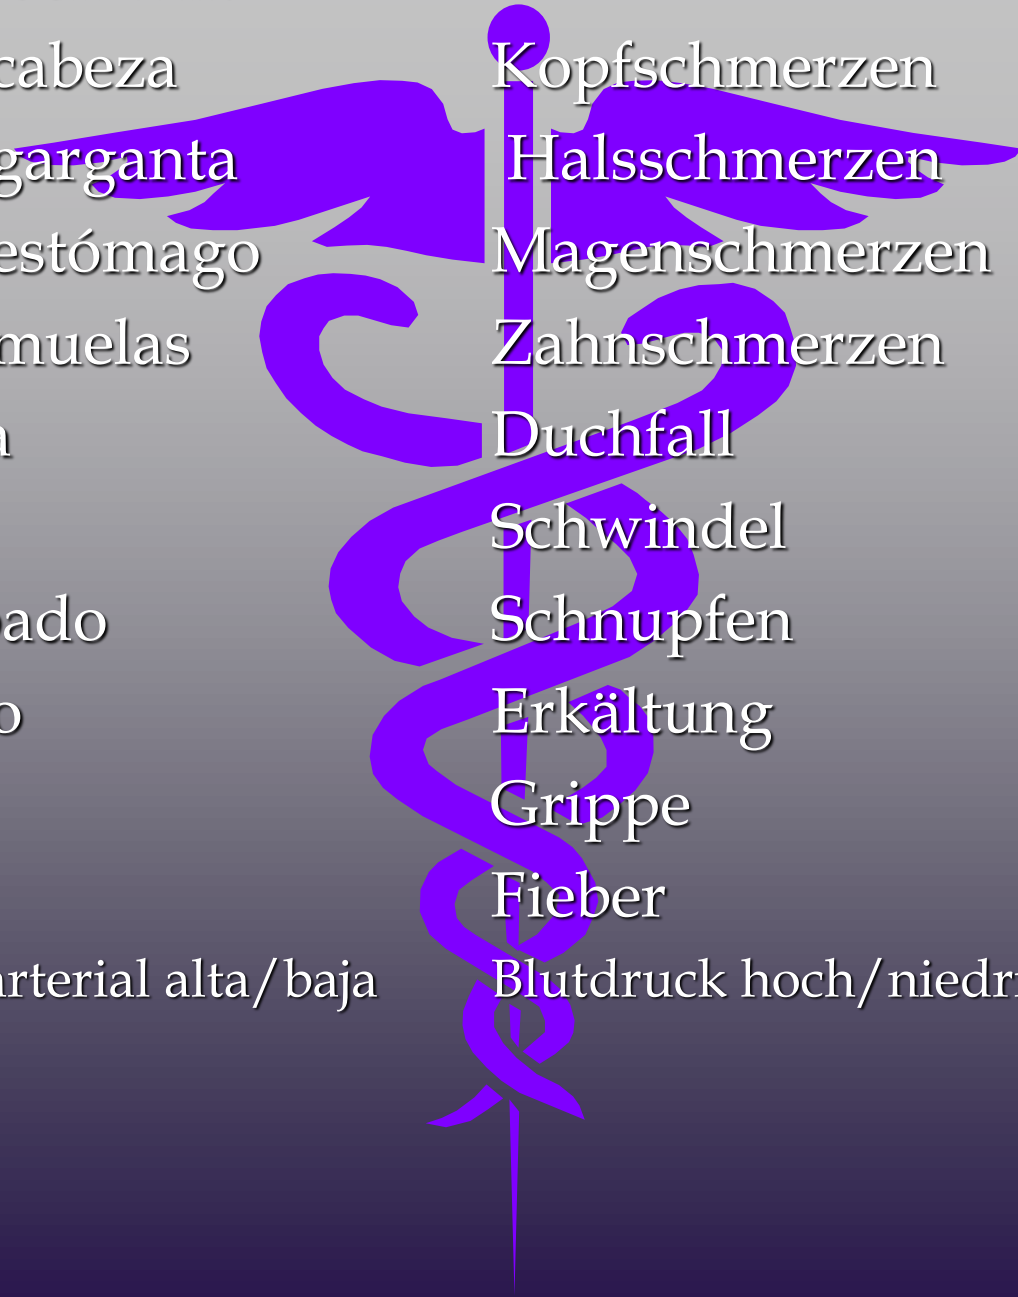 cabeza Kopfschmerzen
garganta Halsschmerzen
estómago Magenschmerzen
muelas Zahnschmerzen
a Duchfall
Schwindel
ado Schnupfen
o Erkältung
Grippe
Fieber
arterial alta/baja Blutdruck hoch/niedri